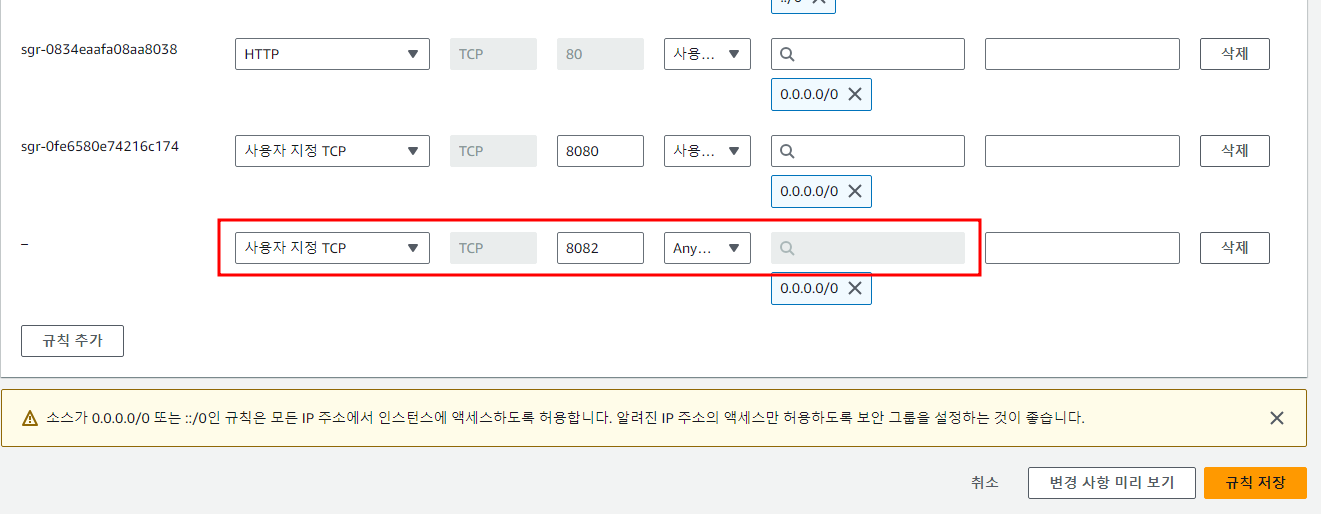 sgr-0834eaafa08aa8038 HTTP TCP 80 사용... 삭제
0.0.0.0/0
sgr-0fe6580e74216c174 사용자 지정 TCP TCP 8080 사용... 삭제
0.0.0.0/0
– 사용자 지정 TCP TCP 8082 Any... 삭제
0.0.0.0/0
규칙 추가
소스가 0.0.0.0/0 또는 ::/0인 규칙은 모든 IP 주소에서 인스턴스에 액세스하도록 허용합니다. 알려진 IP 주소의 액세스만 허용하도록 보안 그룹을 설정하는 것이 좋습니다.
취소 변경 사항 미리 보기 규칙 저장